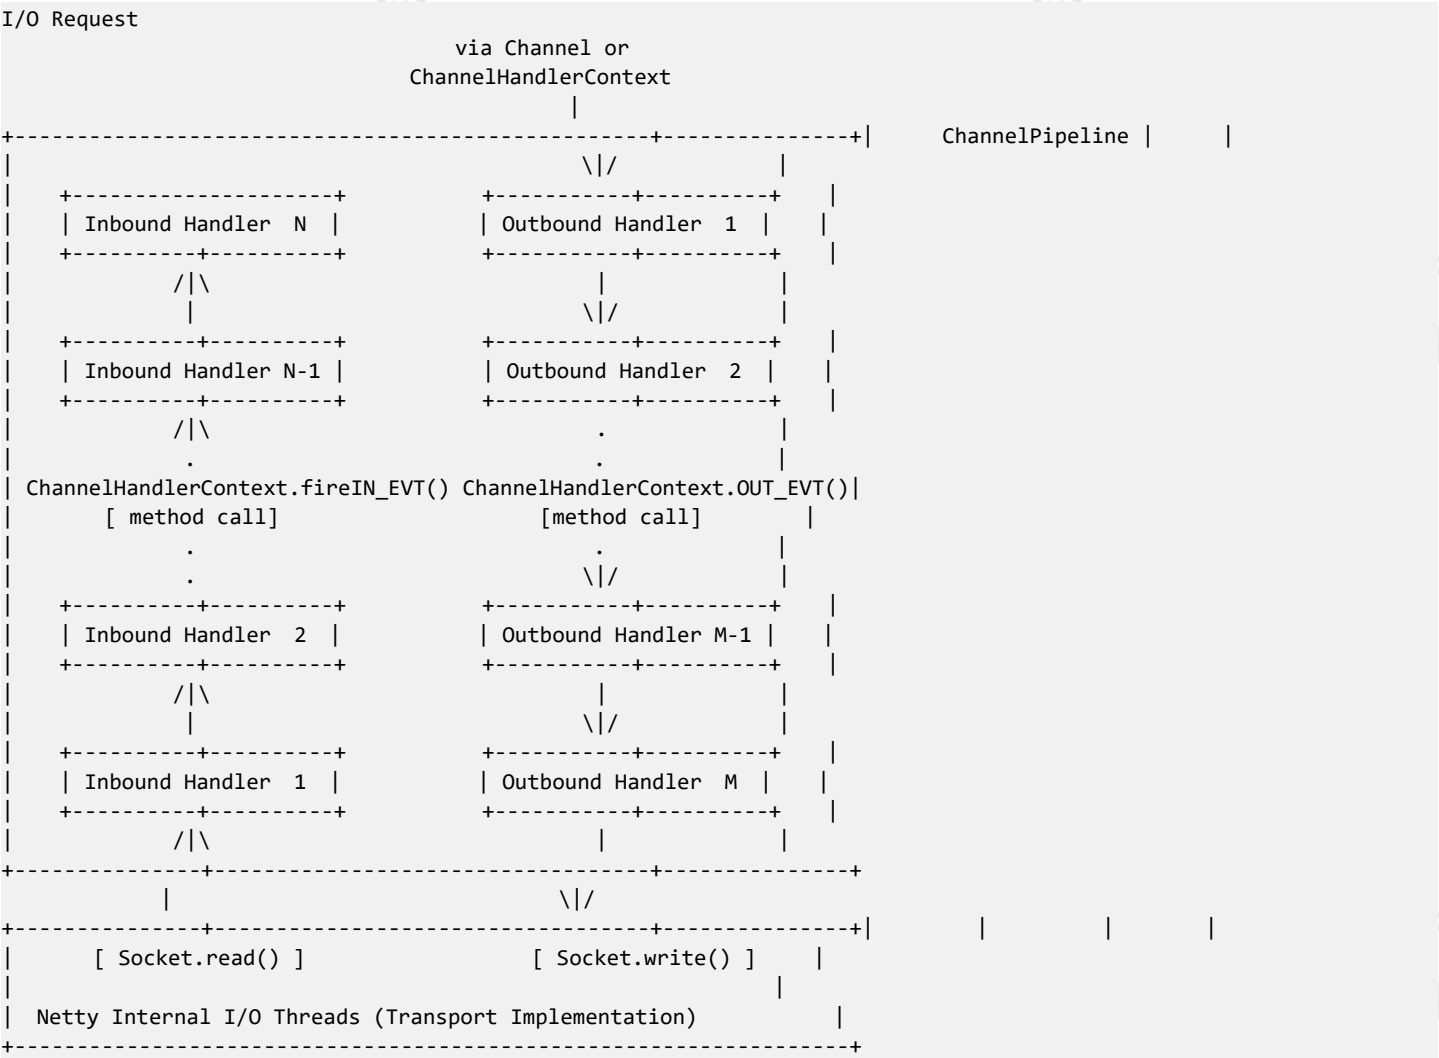 I/O Request
via Channel or
ChannelHandlerContext
|
+---------------------------------------------------+---------------+|      ChannelPipeline |      |
|                                              \|/             |
|    +---------------------+            +-----------+----------+    |
|    | Inbound Handler  N  |            | Outbound Handler  1  |    |
|    +----------+----------+            +-----------+----------+    |
|             /|\                                |              |
|              |                                \|/             |
|    +----------+----------+            +-----------+----------+    |
|    | Inbound Handler N-1 |            | Outbound Handler  2  |    |
|    +----------+----------+            +-----------+----------+    |
|             /|\                                .              |
|              .                                 .              |
| ChannelHandlerContext.fireIN_EVT() ChannelHandlerContext.OUT_EVT()|
|        [ method call]                      [method call]         |
|              .                                 .              |
|              .                                \|/             |
|    +----------+----------+            +-----------+----------+    |
|    | Inbound Handler  2  |            | Outbound Handler M-1 |    |
|    +----------+----------+            +-----------+----------+    |
|             /|\                                |              |
|              |                                \|/             |
|    +----------+----------+            +-----------+----------+    |
|    | Inbound Handler  1  |            | Outbound Handler  M  |    |
|    +----------+----------+            +-----------+----------+    |
|             /|\                                |              |
+---------------+-----------------------------------+---------------+
             |                                \|/
+---------------+-----------------------------------+---------------+|         |          |        |
|       [ Socket.read() ]                   [ Socket.write() ]     |
|                                                               |
|  Netty Internal I/O Threads (Transport Implementation)            |
+-------------------------------------------------------------------+